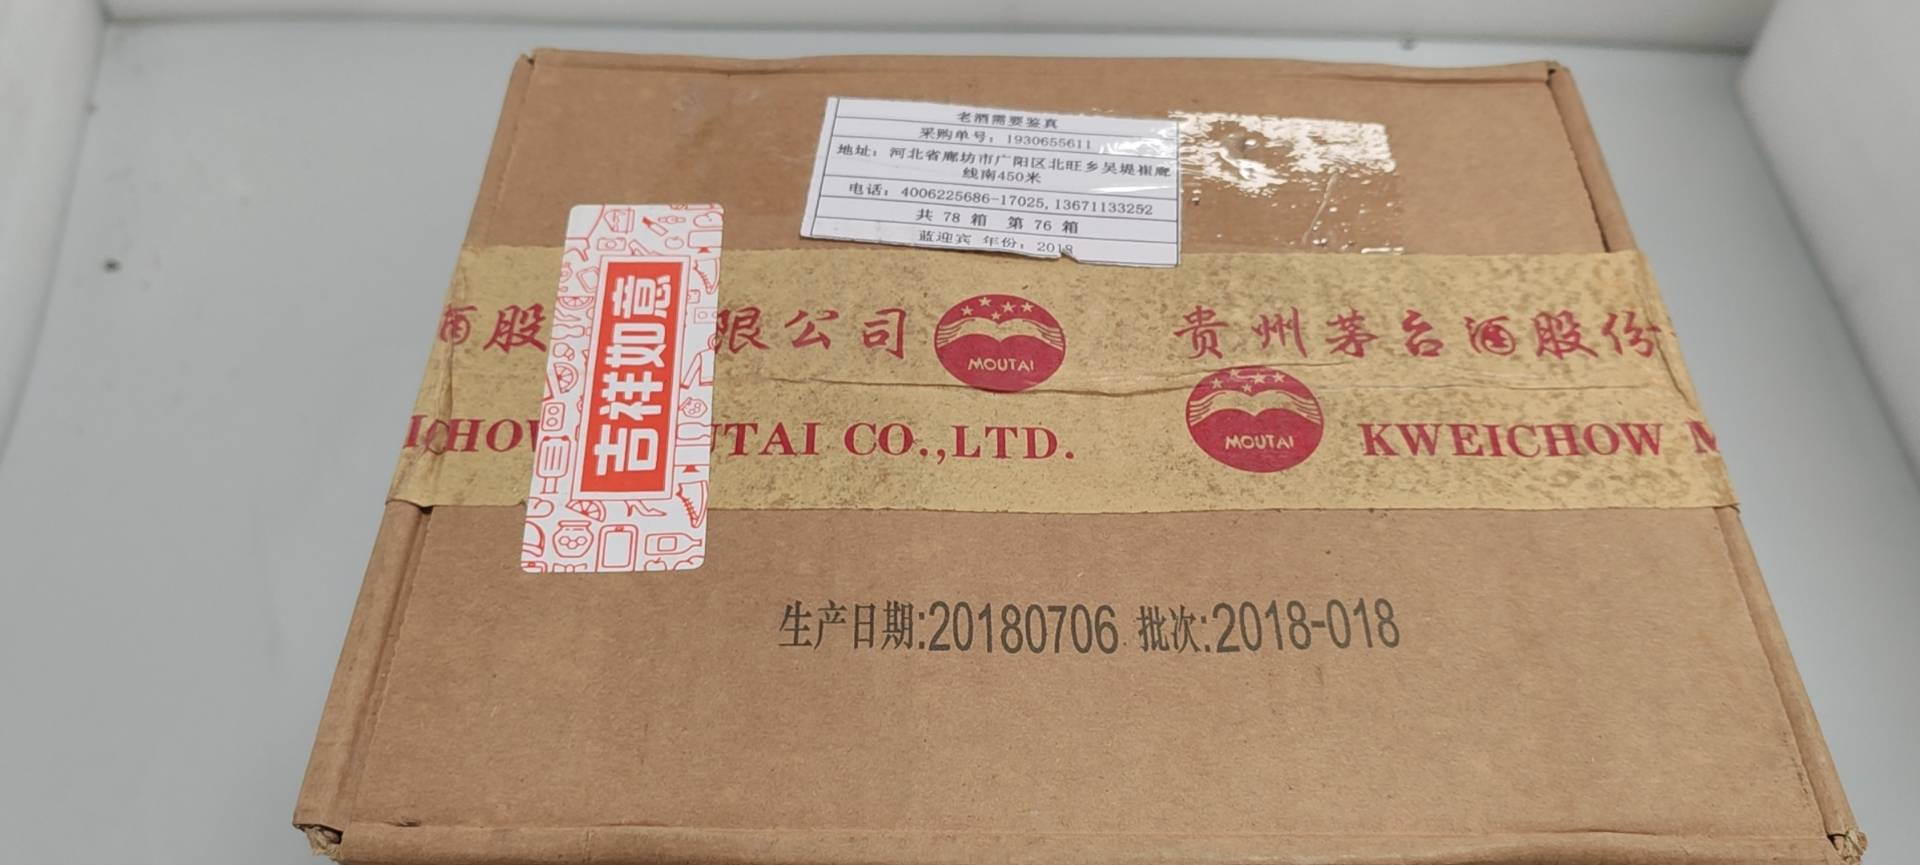 老酒需要鉴真
采购单号：1930655611
地址：河北省廊坊市广阳区北旺乡吴堤崔廊
线南450米
电话：4006225686-17025,13671133252
共 78 箱 第 76 箱
蓝迎宾 年份：2018
吉祥如意
酒股 限公司 MOUTAI 贵州茅台酒股份
ICHOW UTAI CO.,LTD. MOUTAI KWEICHOW M
生产日期:20180706 批次:2018-018